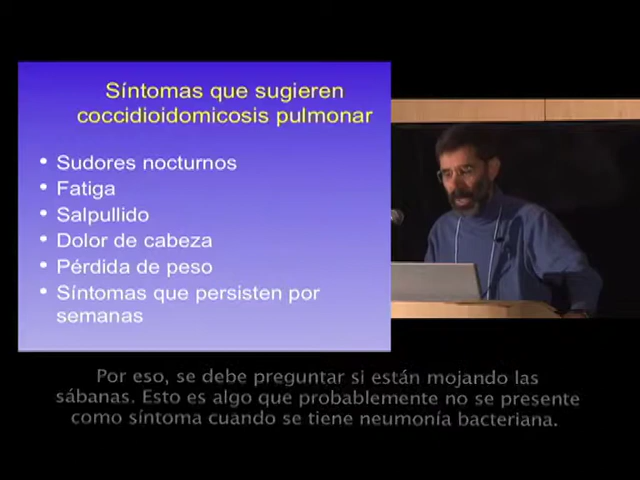 Síntomas que sugieren
coccidioidomicosis pulmonar
• Sudores nocturnos
• Fatiga
• Salpullido
• Dolor de cabeza
• Pérdida de peso
• Síntomas que persisten por
semanas
Por eso, se debe preguntar si están mojando las
sábanas. Esto es algo que probablemente no se presente
como síntoma cuando se tiene neumonía bacteriana.